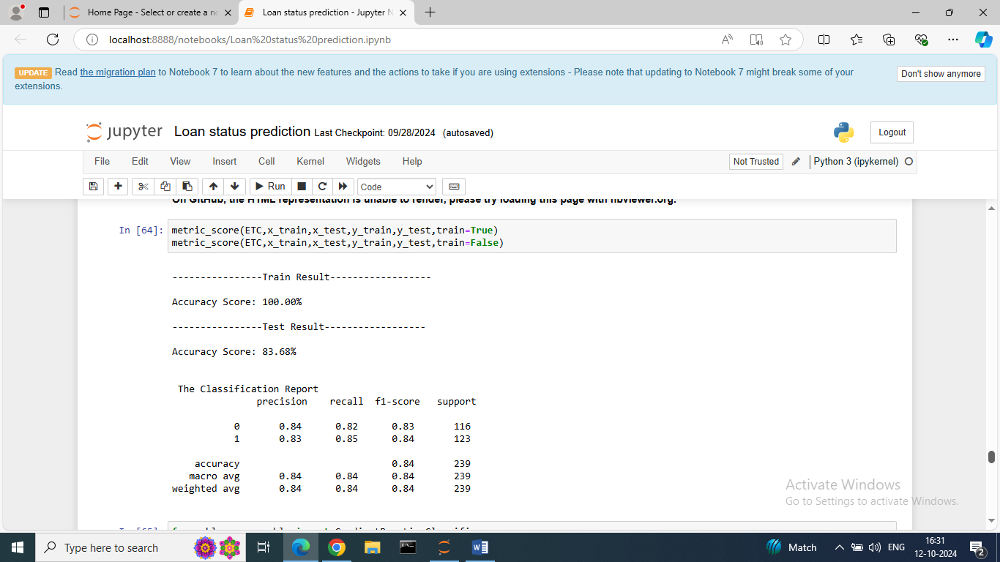 Home Page - Select or create a n
Loan status prediction - Jupyter N
localhost:8888/notebooks/Loan%20status%20prediction.ipynb
UPDATE Read the migration plan to Notebook 7 to learn about the new features and the actions to take if you are using extensions - Please note that updating to Notebook 7 might break some of your
extensions.
Don't show anymore
jupyter Loan status prediction Last Checkpoint: 09/28/2024 (autosaved)
Logout
File Edit View Insert Cell Kernel Widgets Help
Not Trusted
Python 3 (ipykernel)
Run
Code
On GitHub, the HTML representation is unable to render, please try loading this page with nbviewer.org.
In [64]: metric_score(ETC,x_train,x_test,y_train,y_test,train=True)
metric_score(ETC,x_train,x_test,y_train,y_test,train=False)
----------------Train Result------------------
Accuracy Score: 100.00%
----------------Test Result------------------
Accuracy Score: 83.68%
The Classification Report
precision recall f1-score support
0 0.84 0.82 0.83 116
1 0.83 0.85 0.84 123
accuracy 0.84 239
macro avg 0.84 0.84 0.84 239
weighted avg 0.84 0.84 0.84 239
Activate Windows
Go to Settings to activate Windows.
In [65]:
Type here to search
Match
ENG
16:31
12-10-2024
2